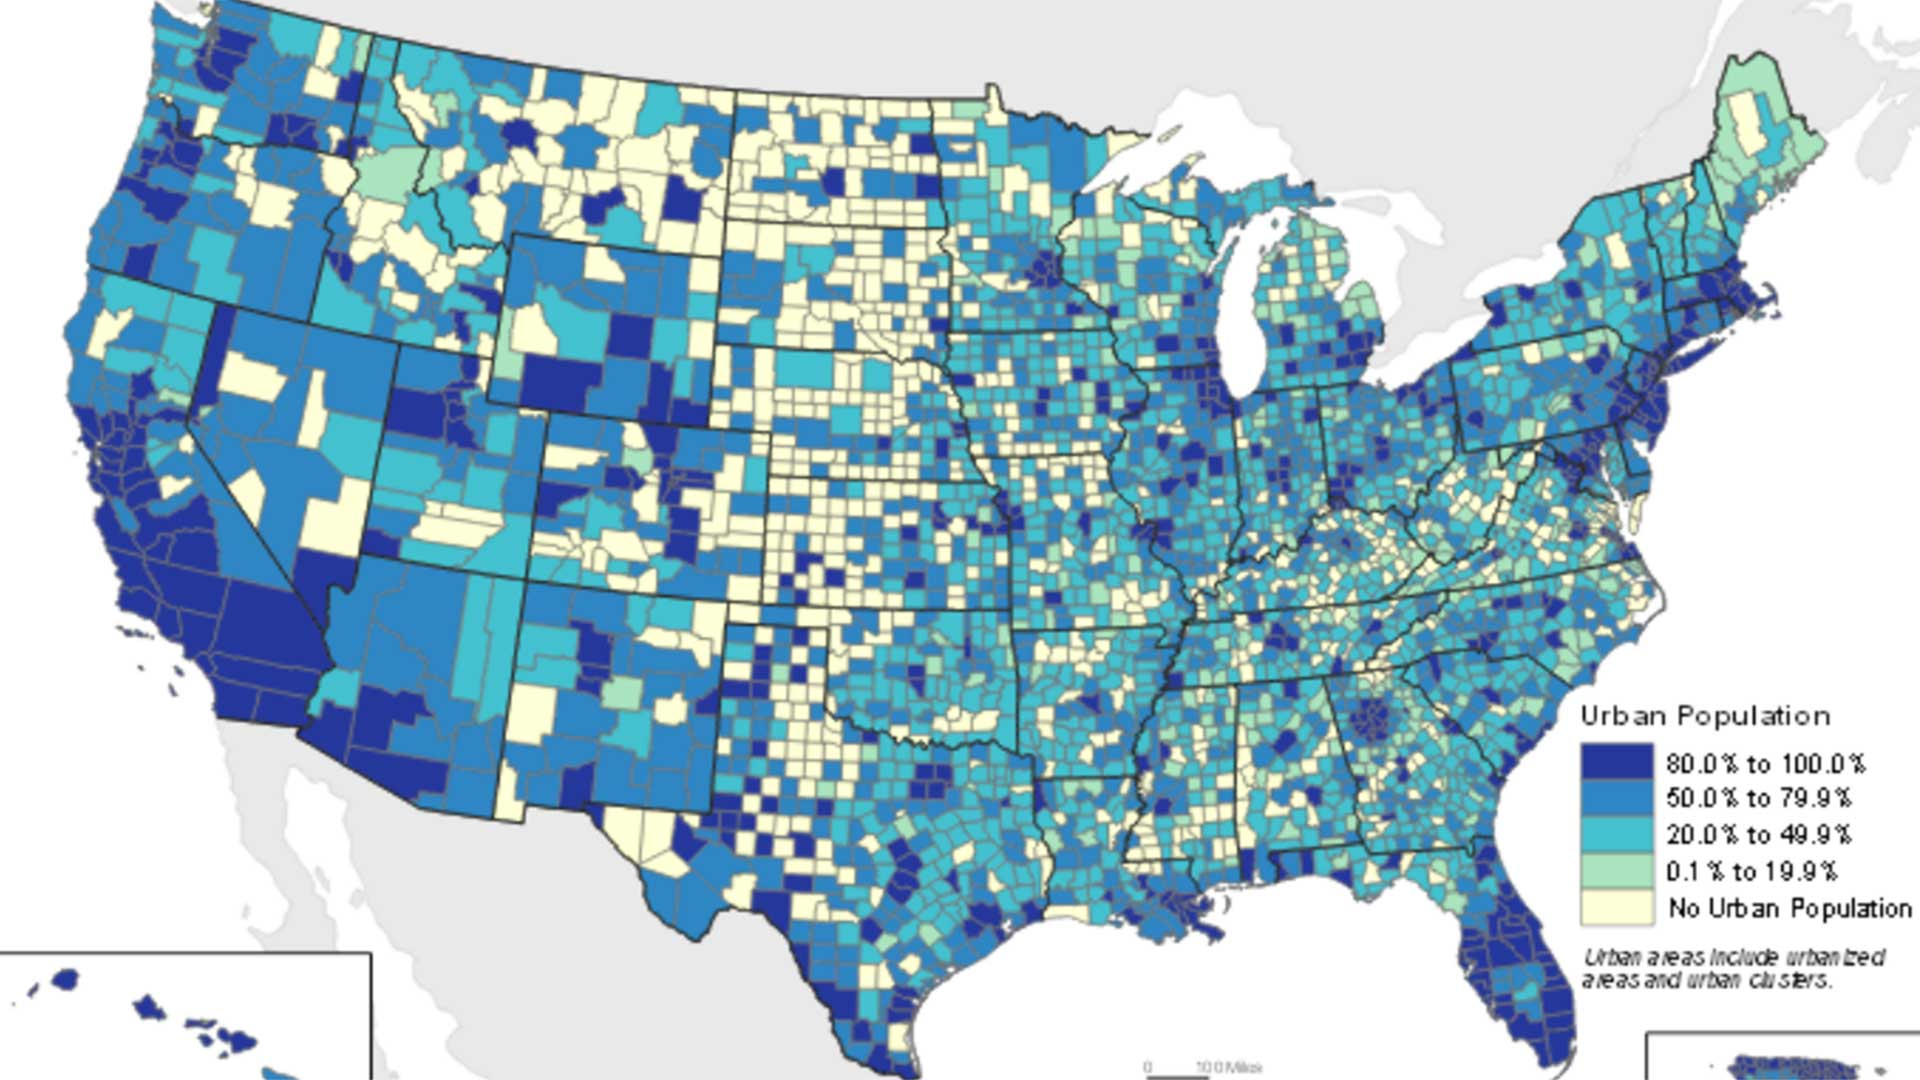 Urban Population
80.0% to 100.0%
50.0% to 79.9%
20.0% to 49.9%
0.1% to 19.9%
No Urban Population
Urban areas include urbanized
areas and urban clusters.
0 100 Miles